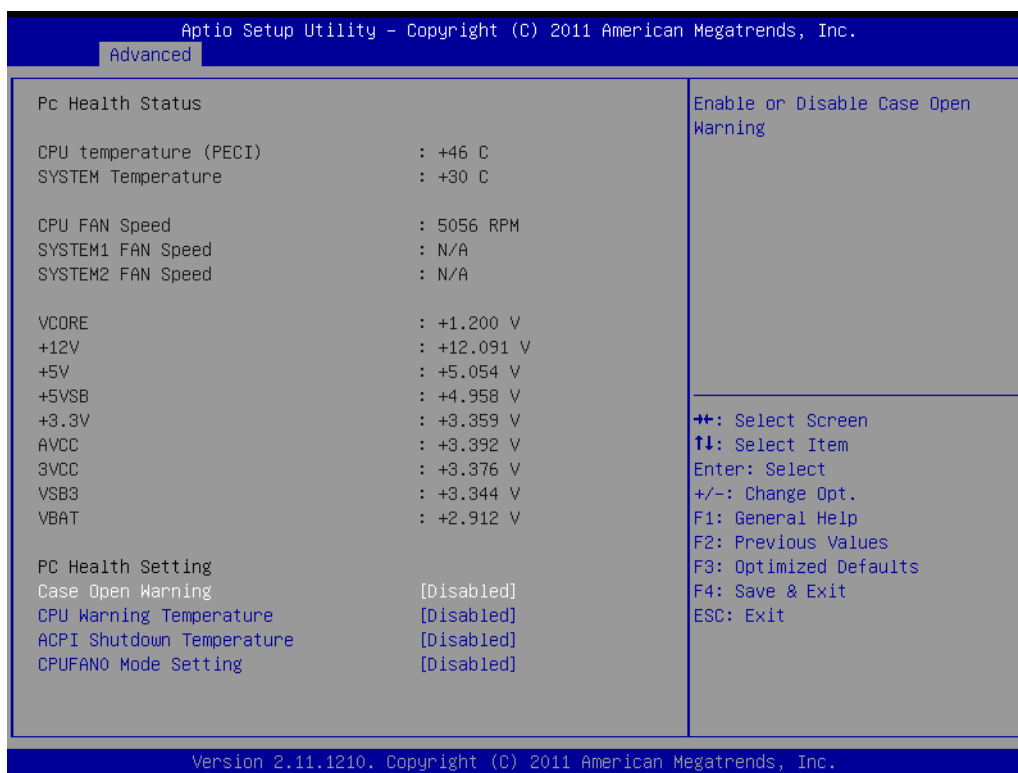 Aptio Setup Utility – Copyright (C) 2011 American Megatrends, Inc.
Advanced
Pc Health Status
CPU temperature (PECI) : +46 C
SYSTEM Temperature : +30 C
CPU FAN Speed : 5056 RPM
SYSTEM1 FAN Speed : N/A
SYSTEM2 FAN Speed : N/A
VCORE : +1.200 V
+12V : +12.091 V
+5V : +5.054 V
+5VSB : +4.958 V
+3.3V : +3.359 V
AVCC : +3.392 V
3VCC : +3.376 V
VSB3 : +3.344 V
VBAT : +2.912 V
PC Health Setting
Case Open Warning [Disabled]
CPU Warning Temperature [Disabled]
ACPI Shutdown Temperature [Disabled]
CPUFAN0 Mode Setting [Disabled]
Enable or Disable Case Open
Warning
→←: Select Screen
↑↓: Select Item
Enter: Select
+/-: Change Opt.
F1: General Help
F2: Previous Values
F3: Optimized Defaults
F4: Save & Exit
ESC: Exit
Version 2.11.1210. Copyright (C) 2011 American Megatrends, Inc.